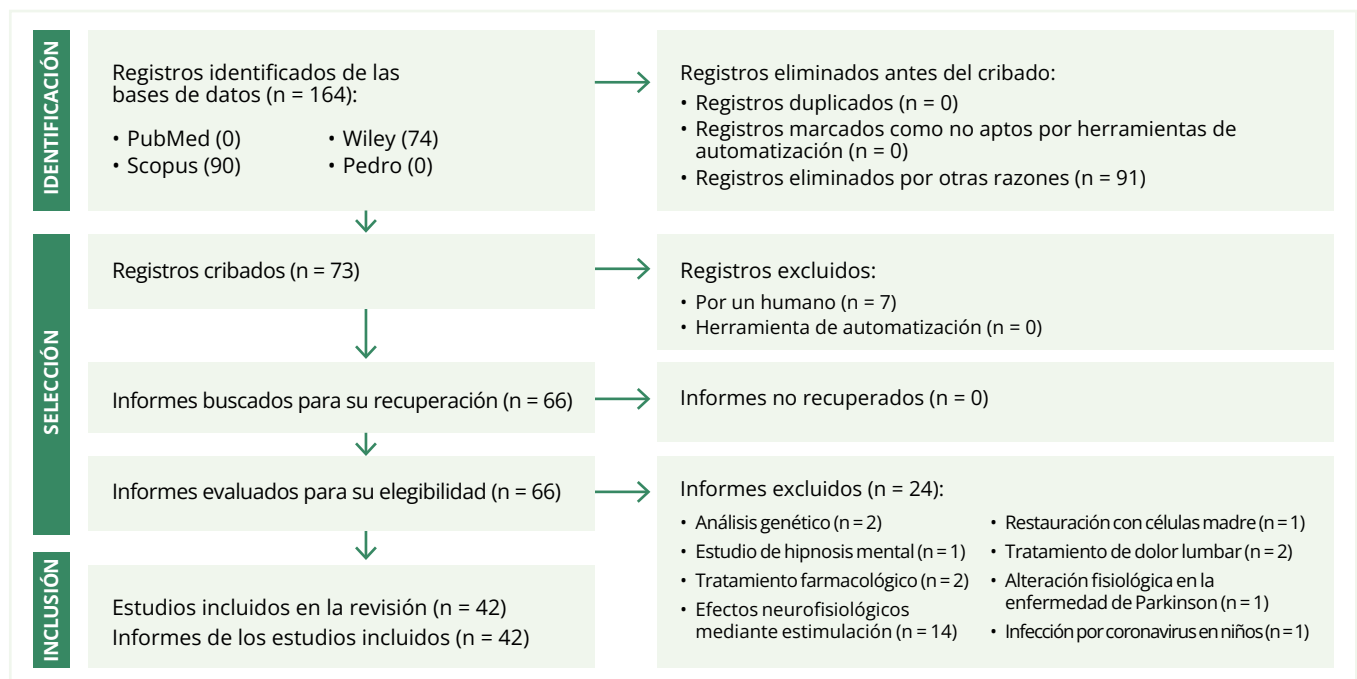 IDENTIFICACIÓN
Registros identificados de las
bases de datos (n = 164):
• PubMed (0)
• Scopus (90)
• Wiley (74)
• Pedro (0)
Registros eliminados antes del cribado:
• Registros duplicados (n = 0)
• Registros marcados como no aptos por herramientas de
automatización (n = 0)
• Registros eliminados por otras razones (n = 91)
SELECCIÓN
Registros cribados (n = 73)
Registros excluidos:
• Por un humano (n = 7)
• Herramienta de automatización (n = 0)
Informes buscados para su recuperación (n = 66)
Informes no recuperados (n = 0)
Informes evaluados para su elegibilidad (n = 66)
Informes excluidos (n = 24):
• Análisis genético (n = 2)
• Estudio de hipnosis mental (n = 1)
• Tratamiento farmacológico (n = 2)
• Efectos neurofisiológicos
mediante estimulación (n = 14)
• Restauración con células madre (n = 1)
• Tratamiento de dolor lumbar (n = 2)
• Alteración fisiológica en la
enfermedad de Parkinson (n = 1)
• Infección por coronavirus en niños (n = 1)
INCLUSIÓN
Estudios incluidos en la revisión (n = 42)
Informes de los estudios incluidos (n = 42)